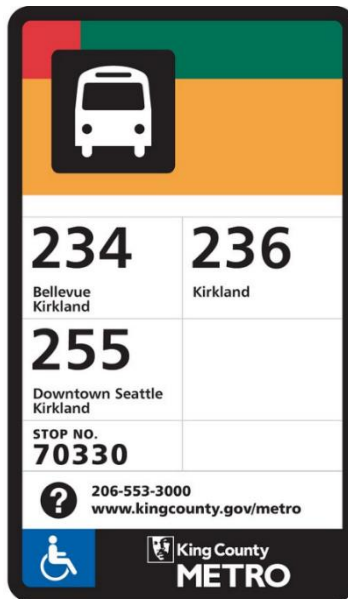 234
Bellevue
Kirkland
236
Kirkland
255
Downtown Seattle
Kirkland
STOP NO.
70330
? 206-553-3000
www.kingcounty.gov/metro
King County
METRO